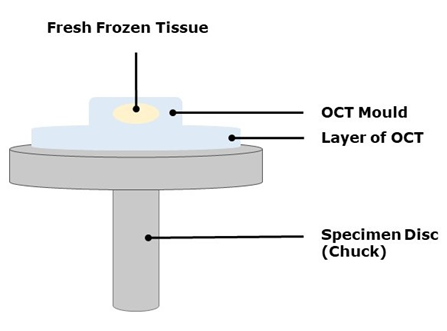 Fresh Frozen Tissue
OCT Mould
Layer of OCT
Specimen Disc
(Chuck)